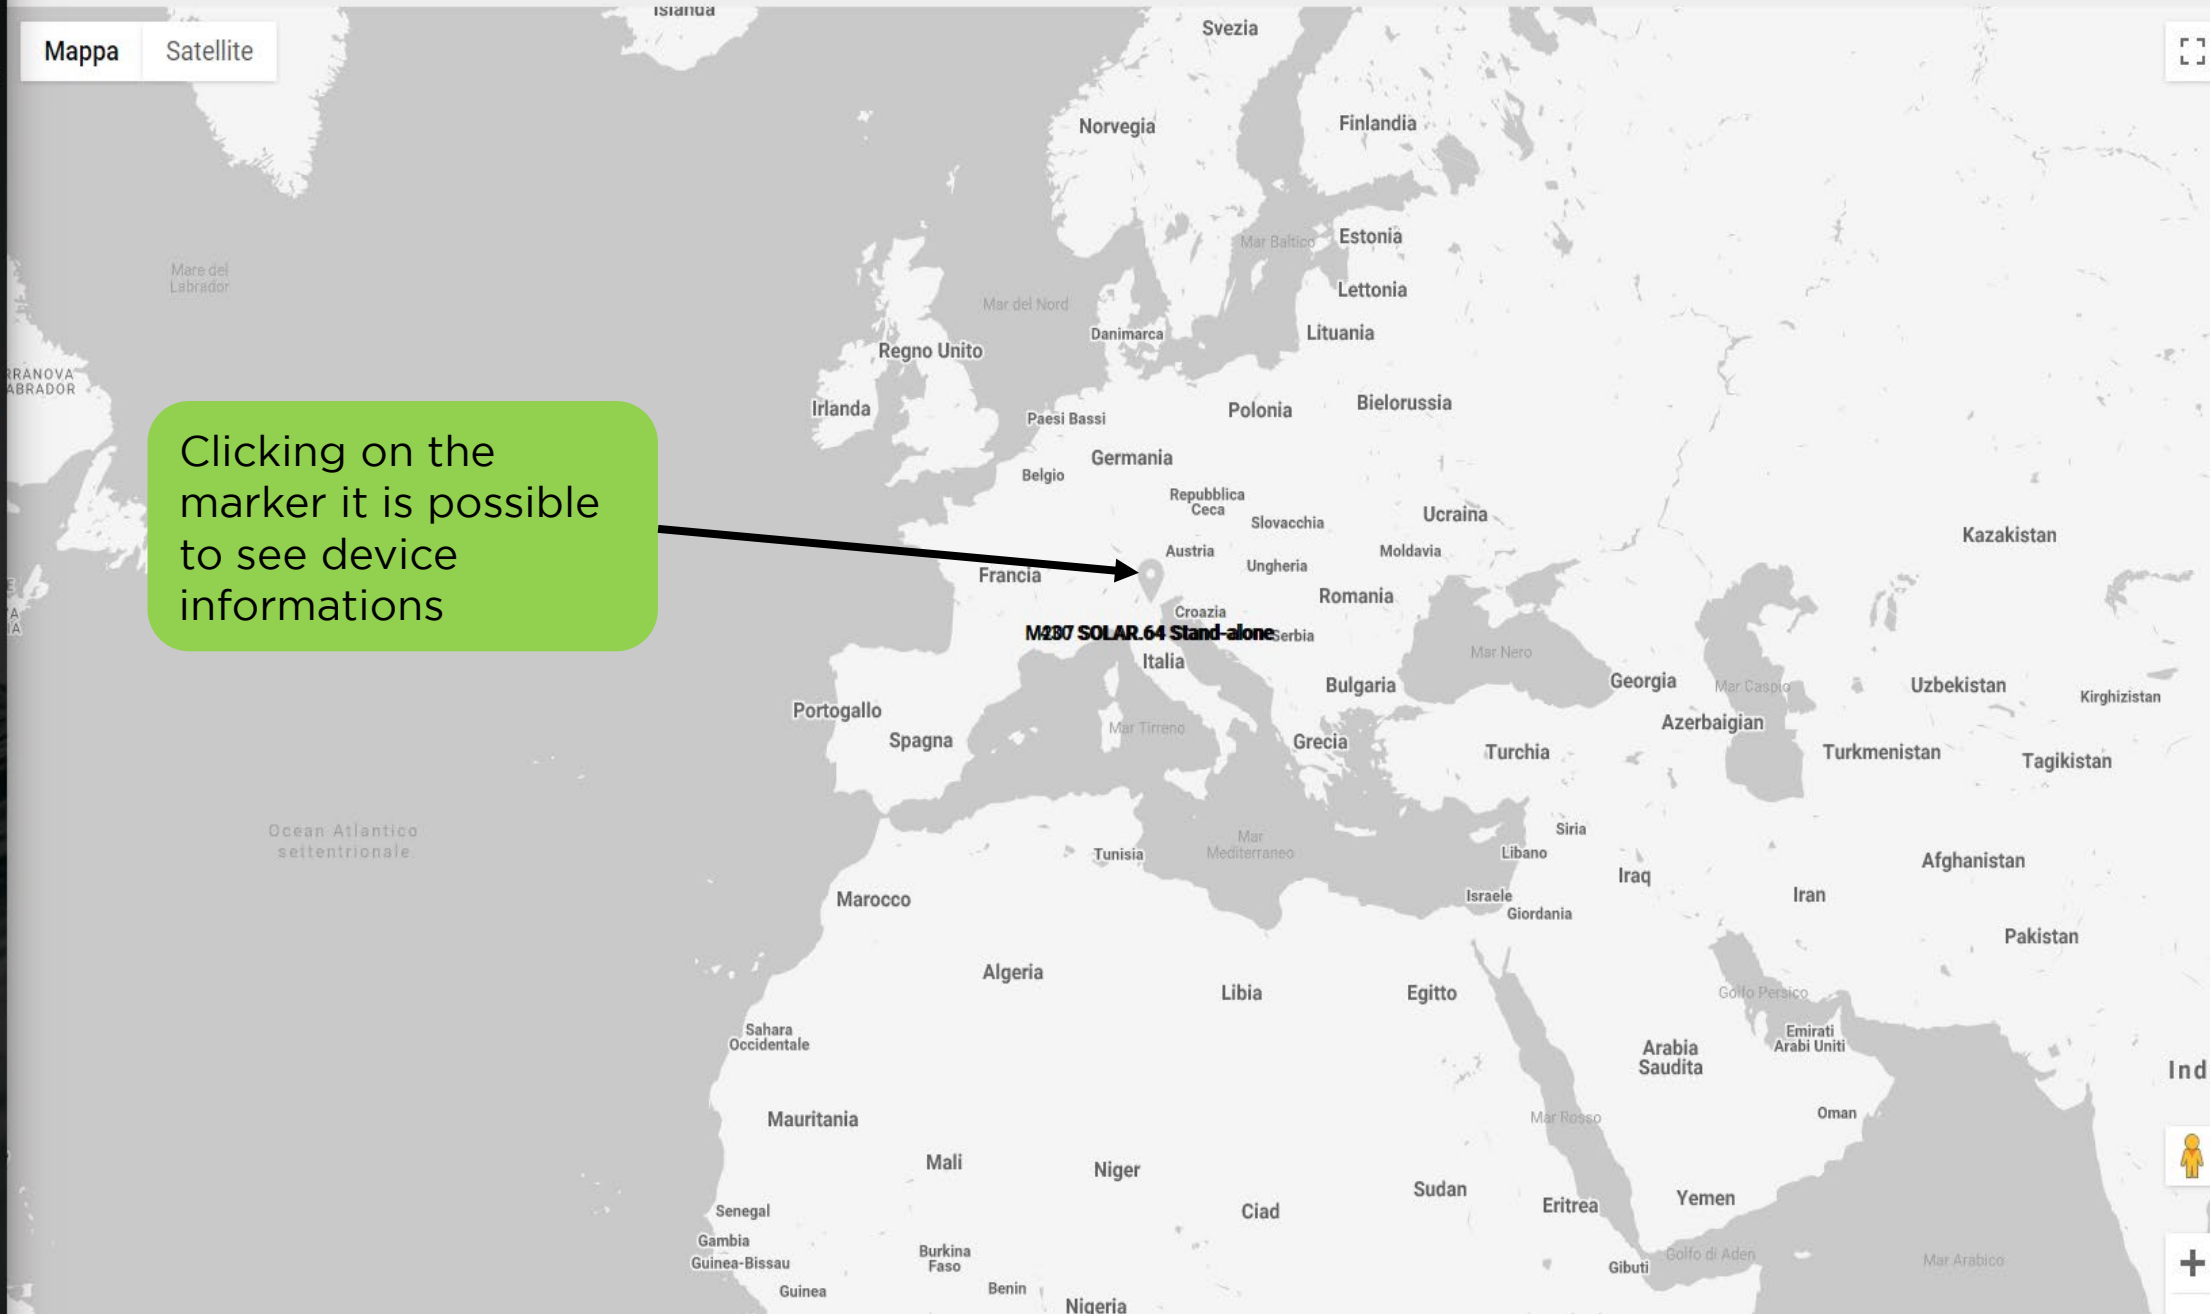 Islanda
Svezia
Mappa
Satellite
Norvegia
Finlandia
Mar Baltico
Estonia
Mare del
Labrador
Mar del Nord
Lettonia
Danimarca
Lituania
Regno Unito
RRANOVA
ABRADOR
Irlanda
Paesi Bassi
Polonia
Bielorussia
Clicking on the
marker it is possible
to see device
informations
Germania
Belgio
Repubblica
Ceca
Slovacchia
Ucraina
Kazakistan
Austria
Moldavia
Ungheria
Francia
Romania
Croazia
SOLAR.64 Stand-alone
Serbia
Italia
Mar Nero
Georgia
Mar Caspio
Bulgaria
Uzbekistan
Kirghizistan
Portogallo
Azerbaigian
Mar Tirreno
Spagna
Grecia
Turchia
Turkmenistan
Tagikistan
Ocean Atlantico
settentrionale
Siria
Mar
Mediterraneo
Tunisia
Libano
Afghanistan
Iraq
Marocco
Israele
Iran
Giordania
Pakistan
Algeria
Libia
Egitto
Golfo Persico
Sahara
Occidentale
Emirati
Arabi Uniti
Arabia
Saudita
Ind
Mauritania
Mar Rosso
Oman
Mali
Niger
Sudan
Eritrea
Yemen
Senegal
Ciad
Gambia
Burkina
Faso
Golfo di Aden
Guinea-Bissau
Gibuti
Mar Arabico
Guinea
Benin
Nigeria